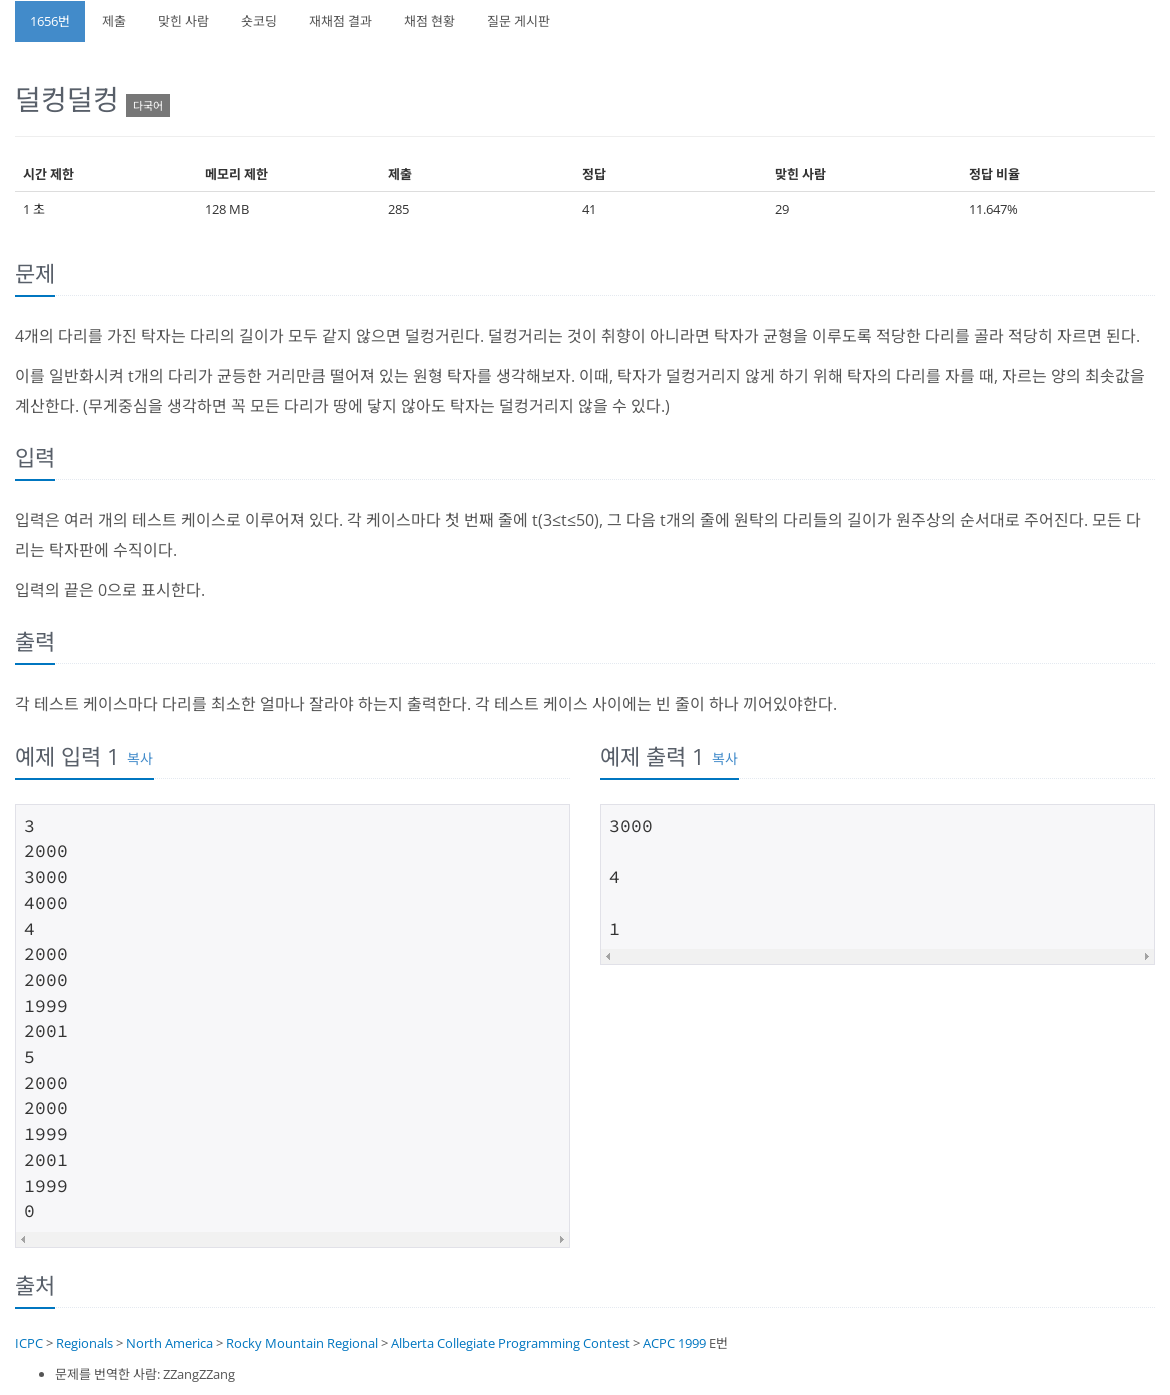 1656번 제출 맞힌 사람 숏코딩 재채점 결과 채점 현황 질문 게시판
덜컹덜컹 다국어
시간 제한 메모리 제한 제출 정답 맞힌 사람 정답 비율
1 초 128 MB 285 41 29 11.647%
문제
4개의 다리를 가진 탁자는 다리의 길이가 모두 같지 않으면 덜컹거린다. 덜컹거리는 것이 취향이 아니라면 탁자가 균형을 이루도록 적당한 다리를 골라 적당히 자르면 된다.
이를 일반화시켜 t개의 다리가 균등한 거리만큼 떨어져 있는 원형 탁자를 생각해보자. 이때, 탁자가 덜컹거리지 않게 하기 위해 탁자의 다리를 자를 때, 자르는 양의 최솟값을
계산한다. (무게중심을 생각하면 꼭 모든 다리가 땅에 닿지 않아도 탁자는 덜컹거리지 않을 수 있다.)
입력
입력은 여러 개의 테스트 케이스로 이루어져 있다. 각 케이스마다 첫 번째 줄에 t(3≤t≤50), 그 다음 t개의 줄에 원탁의 다리들의 길이가 원주상의 순서대로 주어진다. 모든 다
리는 탁자판에 수직이다.
입력의 끝은 0으로 표시한다.
출력
각 테스트 케이스마다 다리를 최소한 얼마나 잘라야 하는지 출력한다. 각 테스트 케이스 사이에는 빈 줄이 하나 끼어있야한다.
예제 입력 1 복사
3
2000
3000
4000
4
2000
2000
1999
2001
5
2000
2000
1999
2001
1999
0
예제 출력 1 복사
3000
4
1
출처
ICPC > Regionals > North America > Rocky Mountain Regional > Alberta Collegiate Programming Contest > ACPC 1999 E번
문제를 번역한 사람: ZZangZZang